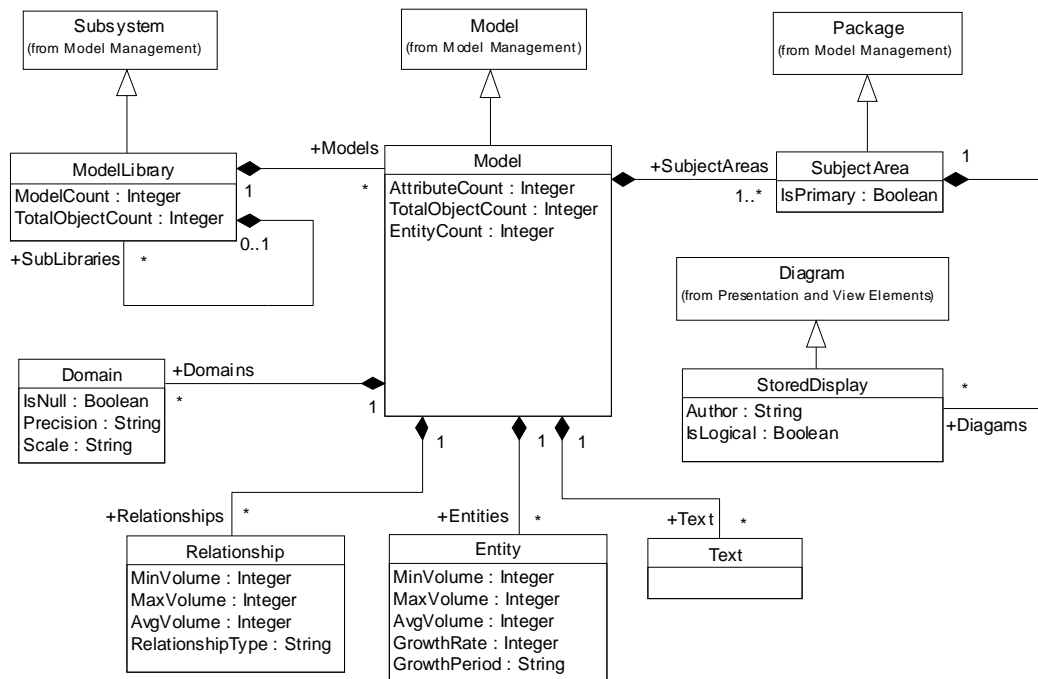 Subsystem
(from Model Management)
Model
(from Model Management)
Package
(from Model Management)
ModelLibrary
ModelCount : Integer
TotalObjectCount : Integer
1
+Models
*
0..1
+SubLibraries
*
Model
AttributeCount : Integer
TotalObjectCount : Integer
EntityCount : Integer
+SubjectAreas
1..*
SubjectArea
IsPrimary : Boolean
1
Diagram
(from Presentation and View Elements)
StoredDisplay
Author : String
IsLogical : Boolean
*
+Diagams
Domain
IsNull : Boolean
Precision : String
Scale : String
+Domains
*
1
1
1
1
+Relationships
*
+Entities
*
+Text
*
Relationship
MinVolume : Integer
MaxVolume : Integer
AvgVolume : Integer
RelationshipType : String
Entity
MinVolume : Integer
MaxVolume : Integer
AvgVolume : Integer
GrowthRate : Integer
GrowthPeriod : String
Text